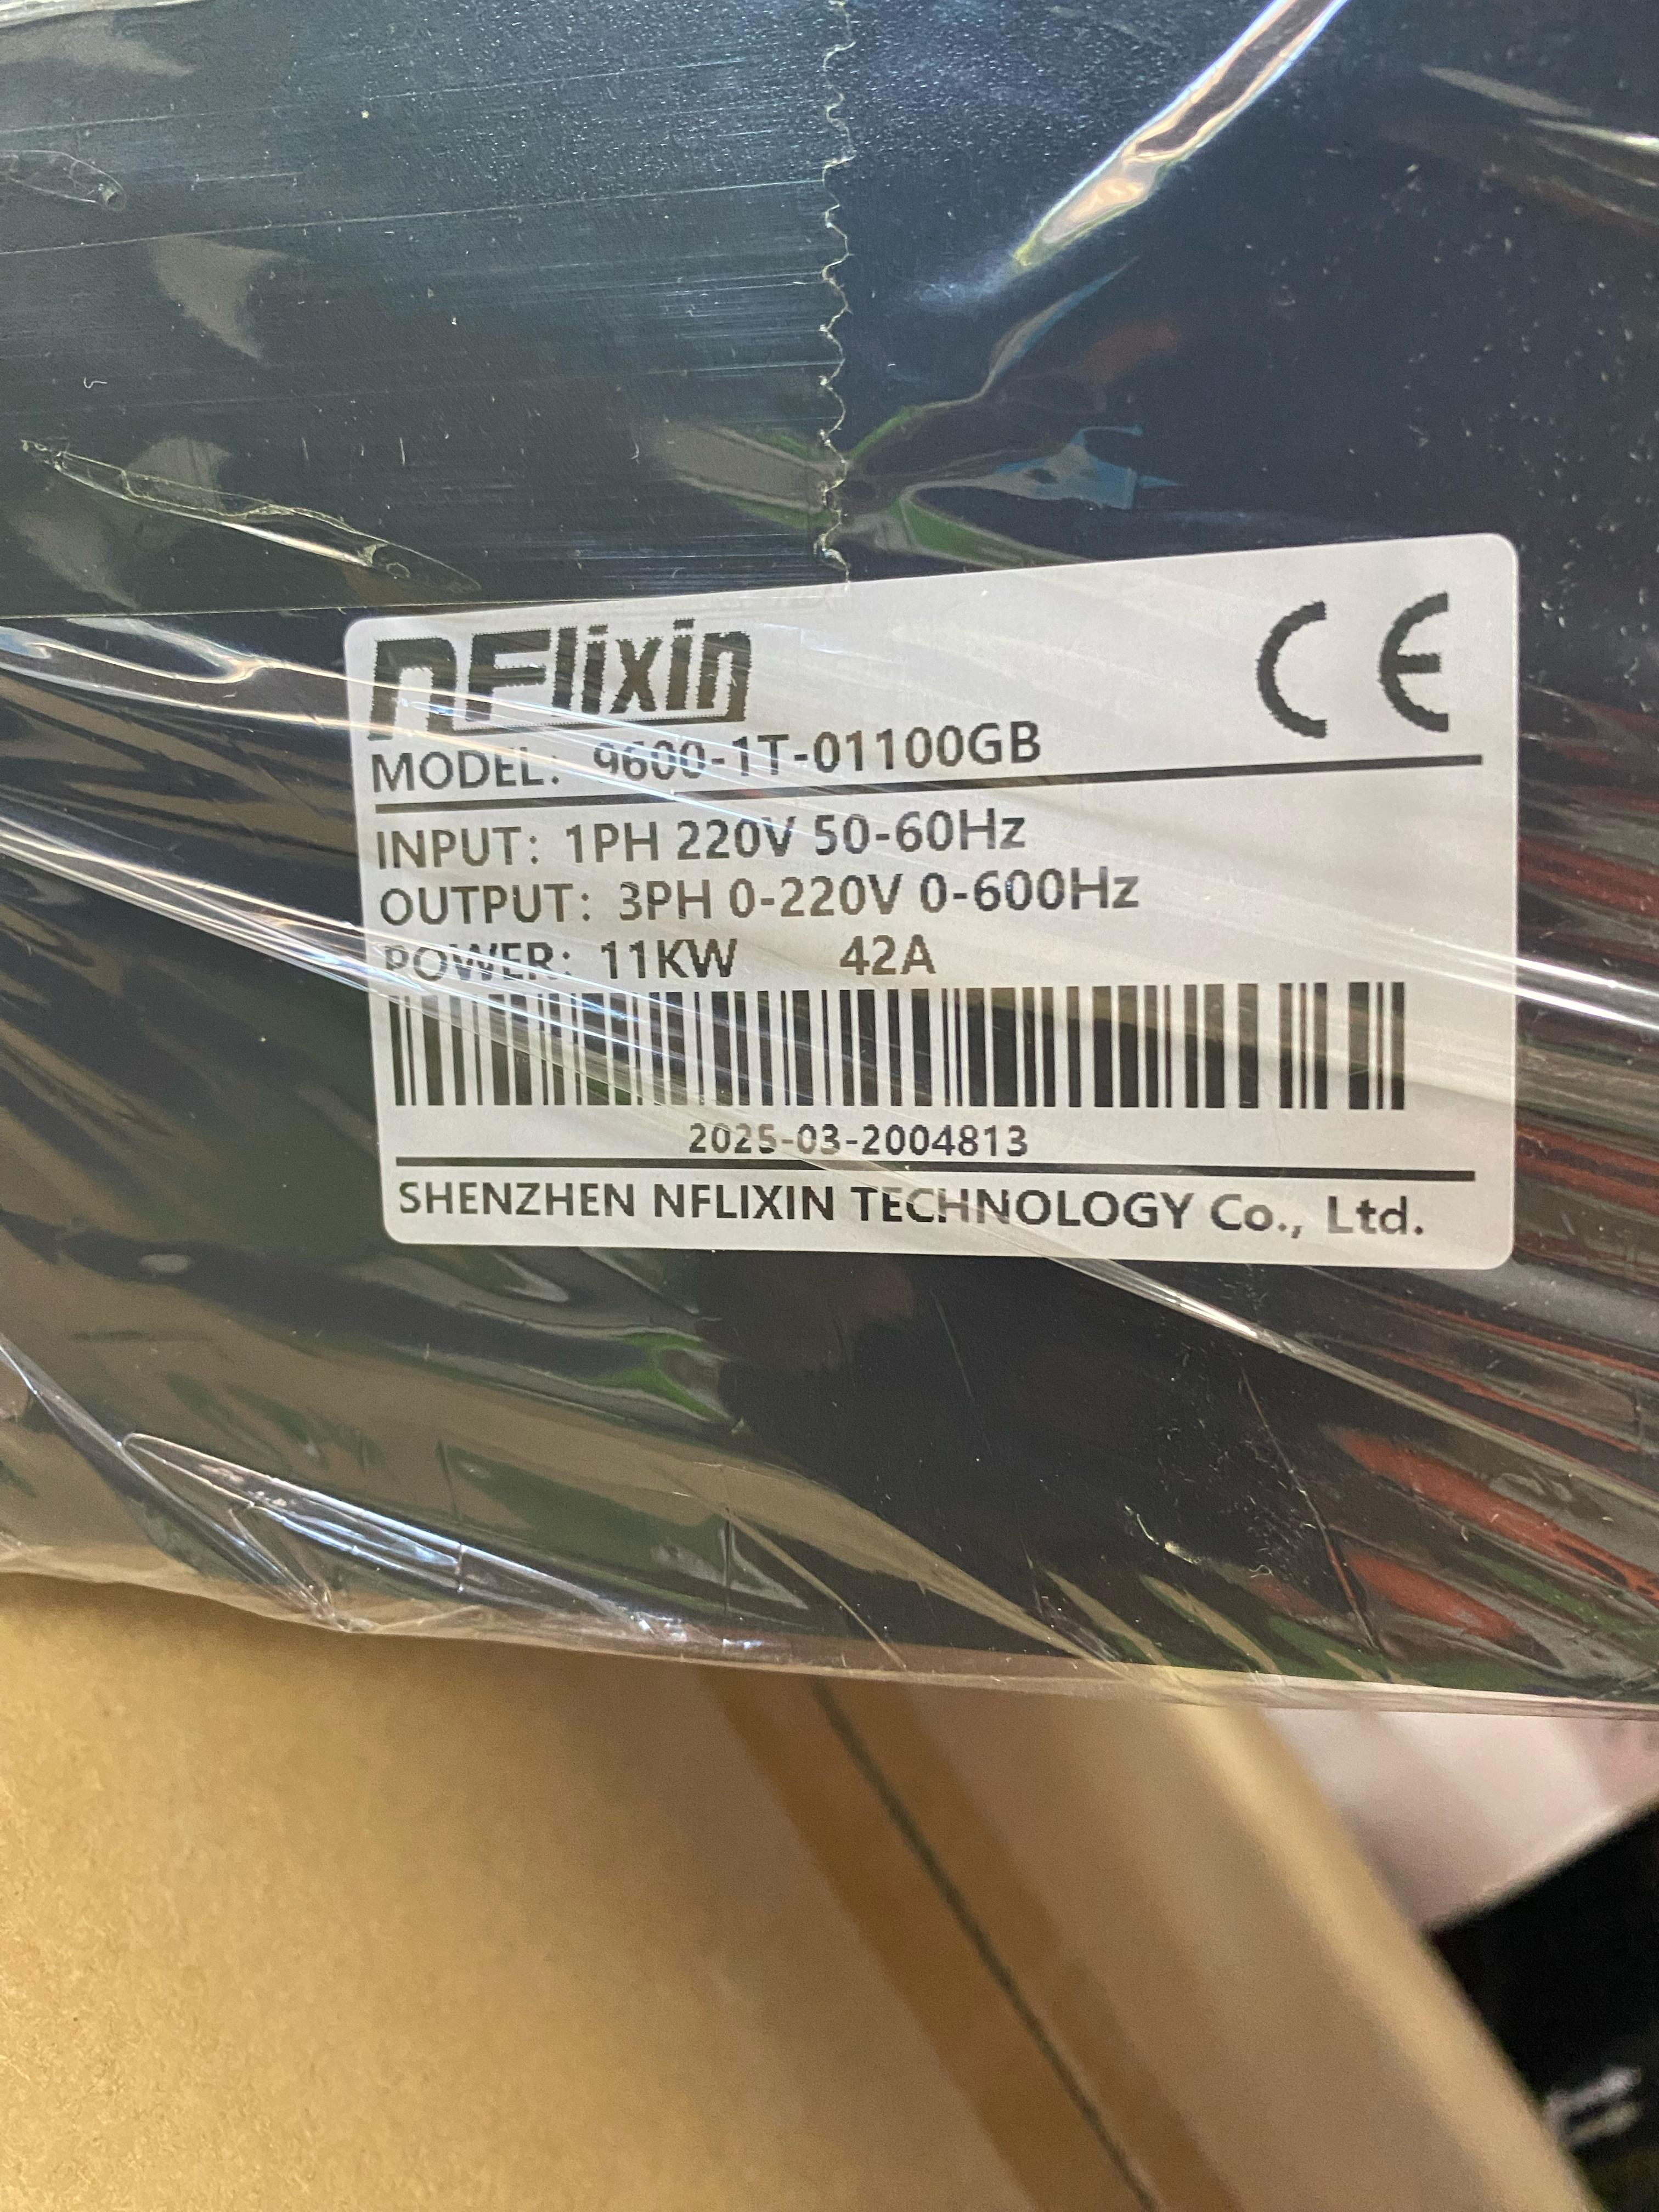 nFlixin
CE
MODEL: 9600-1T-01100GB
INPUT: 1PH 220V 50-60Hz
OUTPUT: 3PH 0-220V 0-600Hz
POWER: 11KW 42A
2025-03-2004813
SHENZHEN NFLIXIN TECHNOLOGY Co., Ltd.